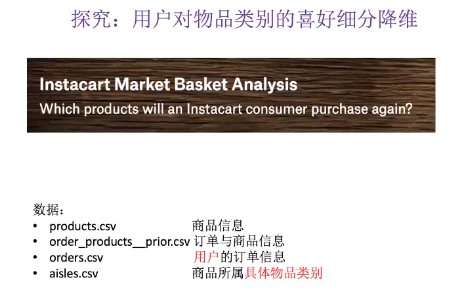 探究：用户对物品类别的喜好细分降维
Instacart Market Basket Analysis
Which products will an Instacart consumer purchase again?
数据：
• products.csv 商品信息
• order_products__prior.csv 订单与商品信息
• orders.csv 用户的订单信息
• aisles.csv 商品所属具体物品类别